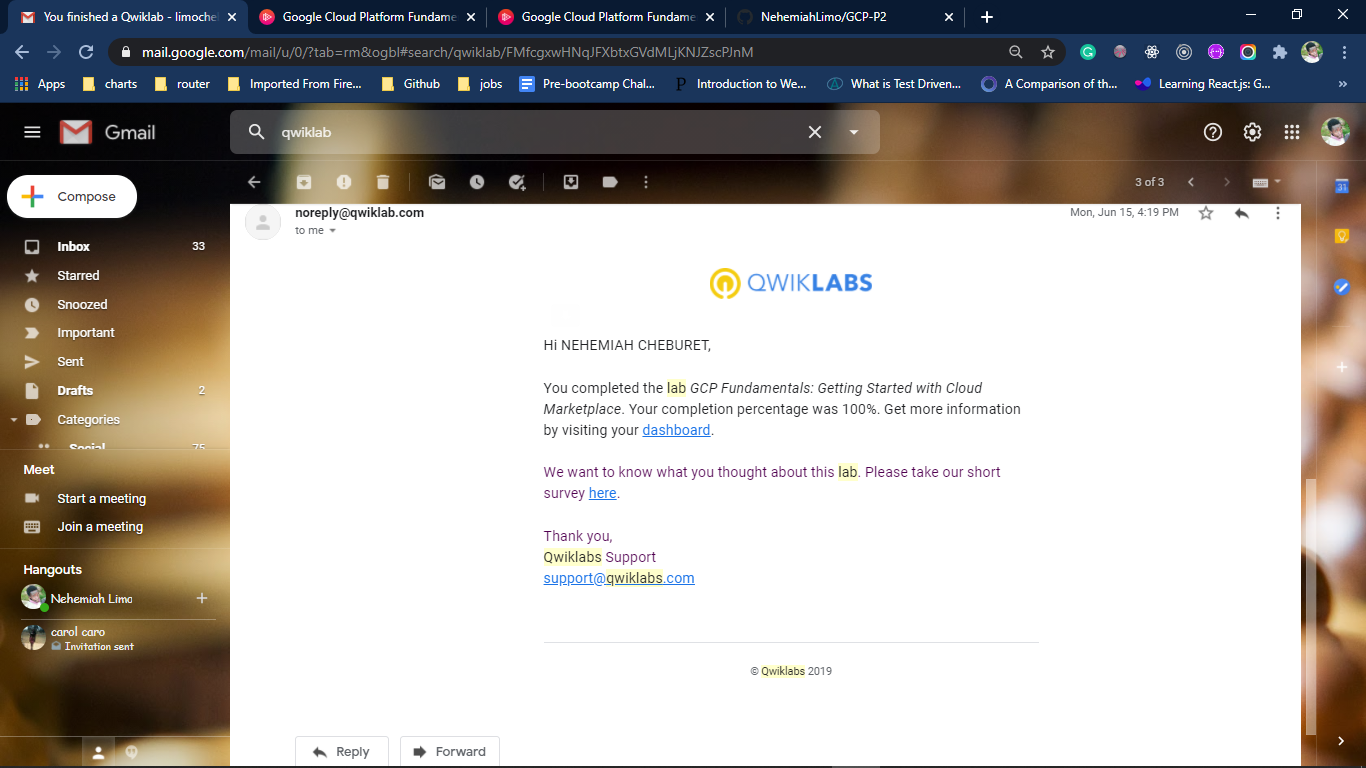 You finished a Qwiklab - limoche
Google Cloud Platform Fundame
Google Cloud Platform Fundame
NehemiahLimo/GCP-P2
mail.google.com/mail/u/0/?tab=rm&ogbl#search/qwiklab/FMfcgxwHNqJFXbtxGVdMLjKNJZscPJnM
Apps
charts
router
Imported From Fire...
Github
jobs
Pre-bootcamp Chal...
Introduction to We...
What is Test Driven...
A Comparison of th...
Learning React.js: G...
Gmail
qwiklab
Compose
3 of 3
Inbox 33
Starred
Snoozed
Important
Sent
Drafts 2
Categories
Social 75
Meet
Start a meeting
Join a meeting
Hangouts
Nehemiah Limo
carol caro
Invitation sent
noreply@qwiklab.com
to me
Mon, Jun 15, 4:19 PM
QWIKLABS
Hi NEHEMIAH CHEBURET,
You completed the lab GCP Fundamentals: Getting Started with Cloud
Marketplace. Your completion percentage was 100%. Get more information
by visiting your dashboard.
We want to know what you thought about this lab. Please take our short
survey here.
Thank you,
Qwiklabs Support
support@qwiklabs.com
© Qwiklabs 2019
Reply
Forward
31